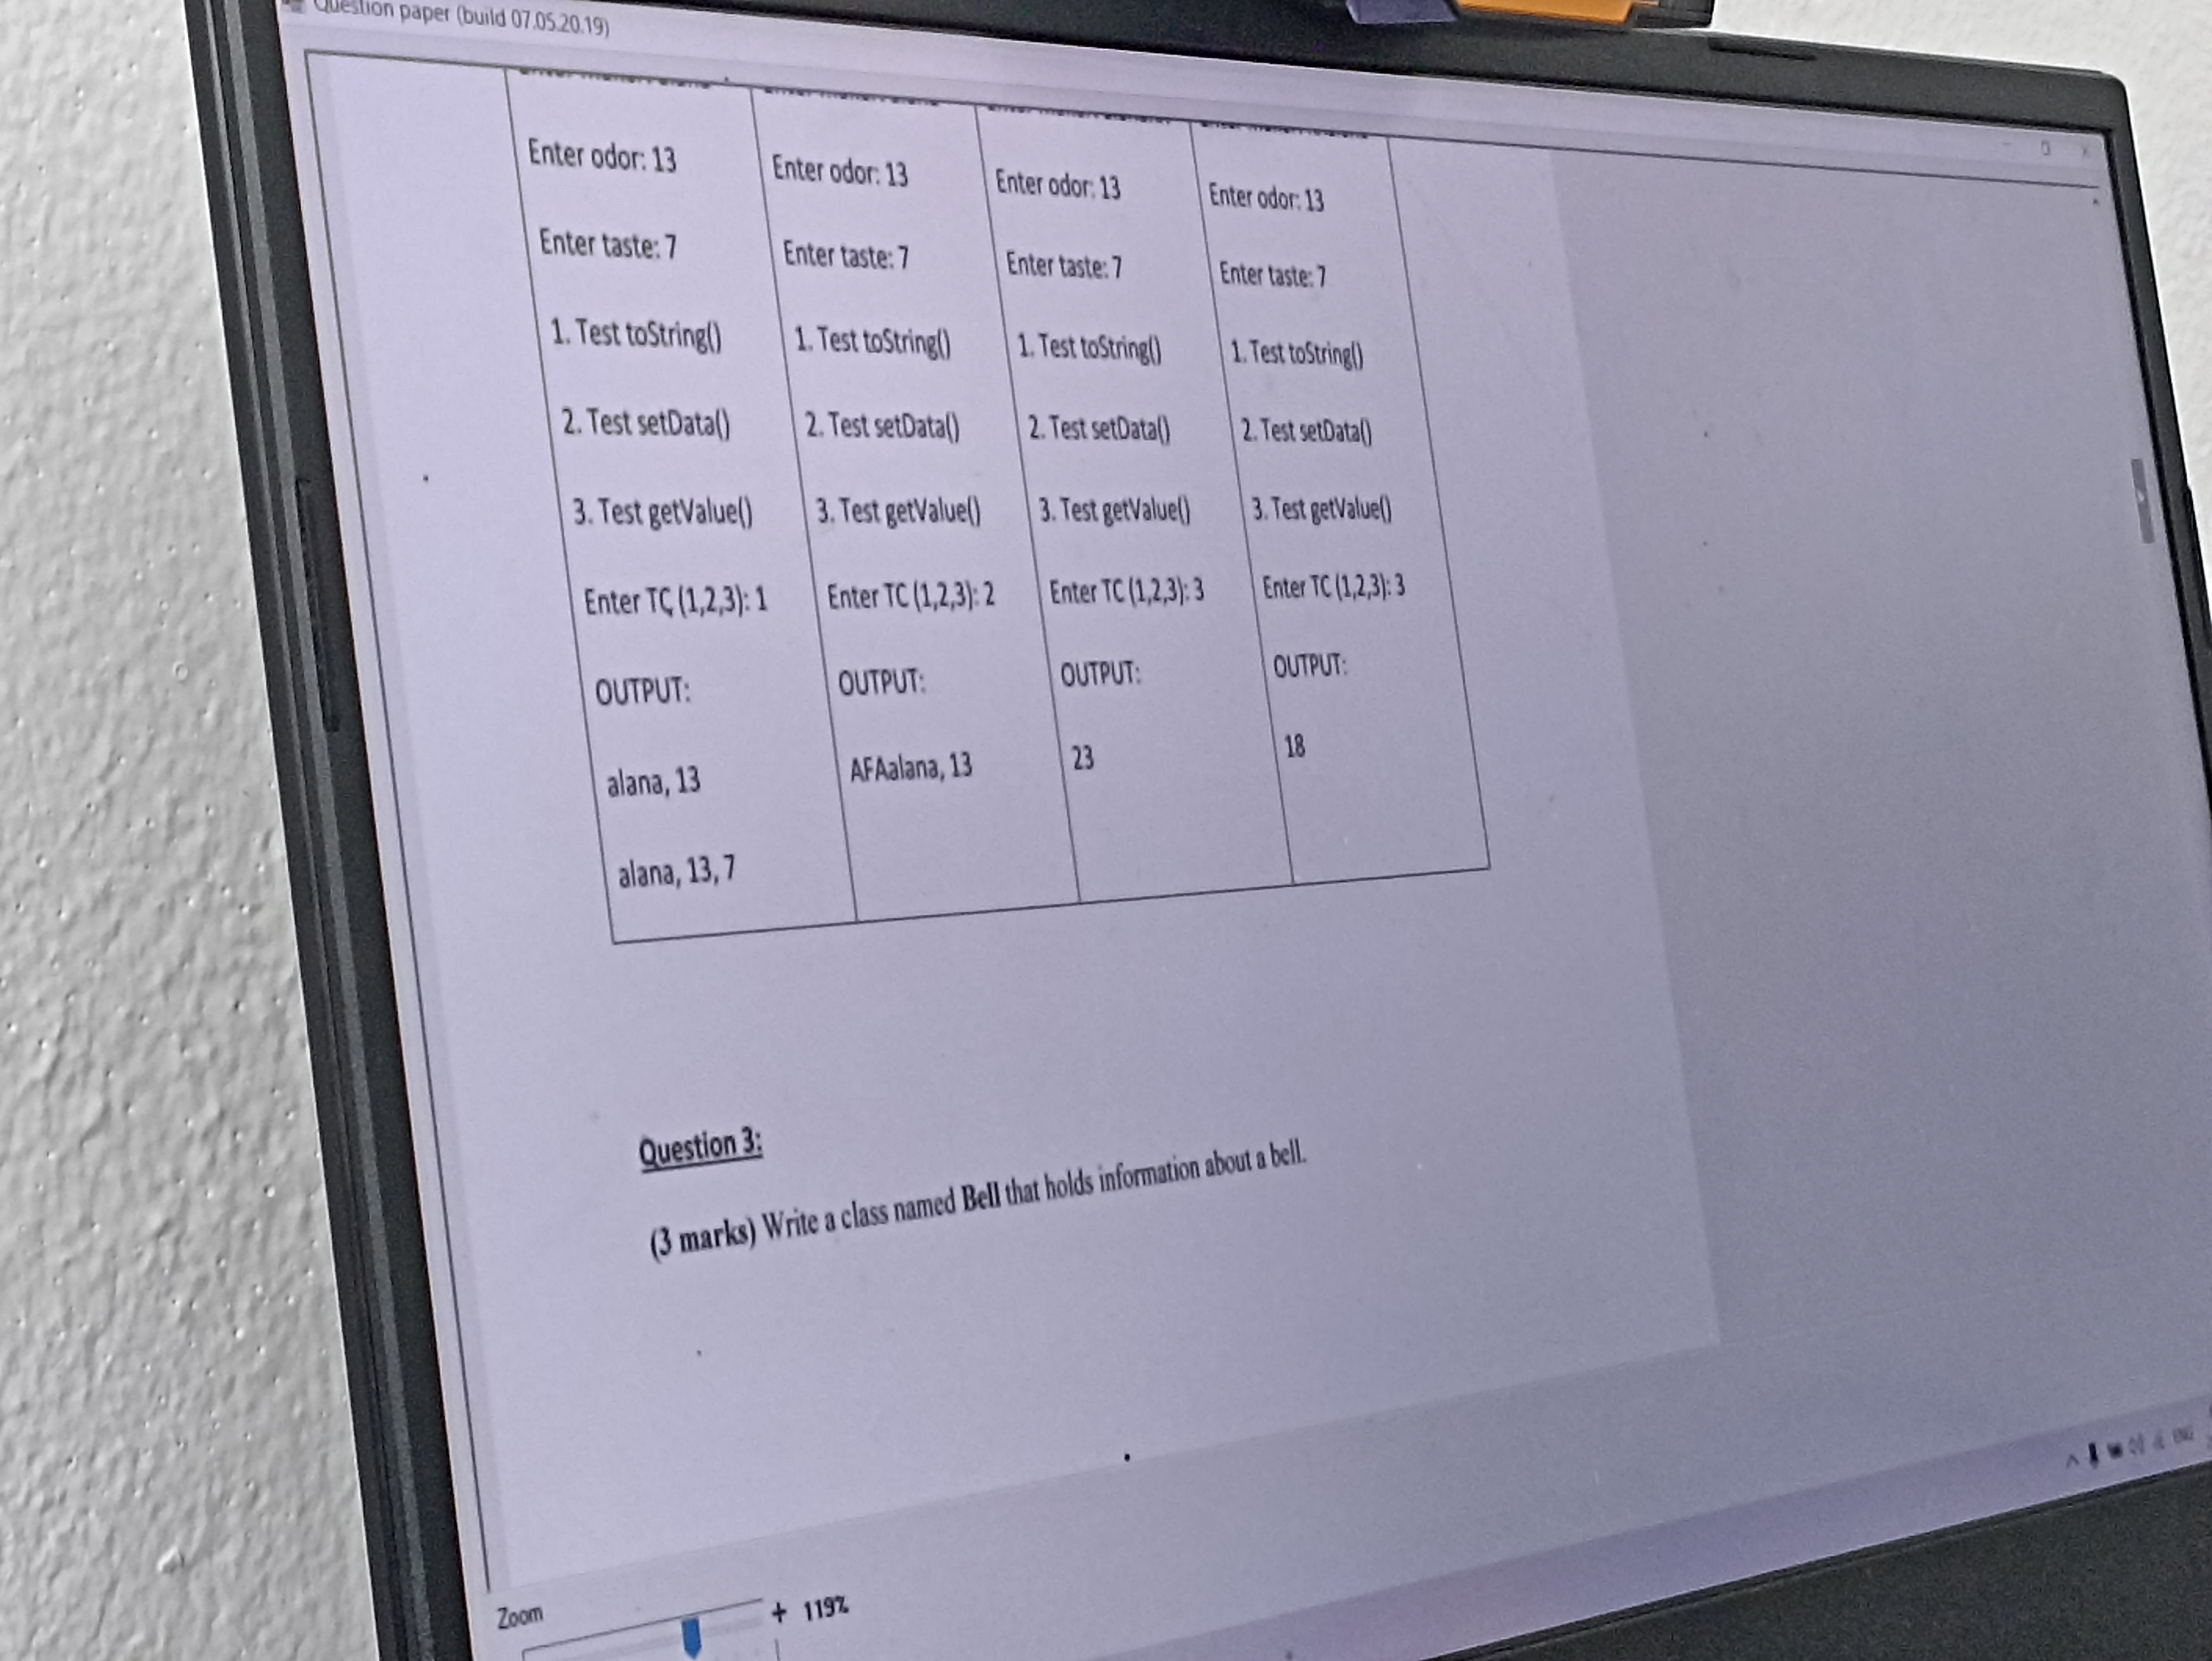 Question paper (build 07.05.20.19)
Enter odor: 13
Enter taste: 7
1. Test toString()
2. Test setData()
3. Test getValue()
Enter TC (1,2,3): 1
OUTPUT:
alana, 13
alana, 13, 7
Enter odor: 13
Enter taste: 7
1. Test toString()
2. Test setData()
3. Test getValue()
Enter TC (1,2,3): 2
OUTPUT:
AFAalana, 13
Enter odor: 13
Enter taste: 7
1. Test toString()
2. Test setData()
3. Test getValue()
Enter TC (1,2,3): 3
OUTPUT:
23
Enter odor: 13
Enter taste: 7
1. Test toString()
2. Test setData()
3. Test getValue()
Enter TC (1,2,3): 3
OUTPUT:
18
Question 3:
(3 marks) Write a class named Bell that holds information about a bell.
Zoom
+ 119%
ENG